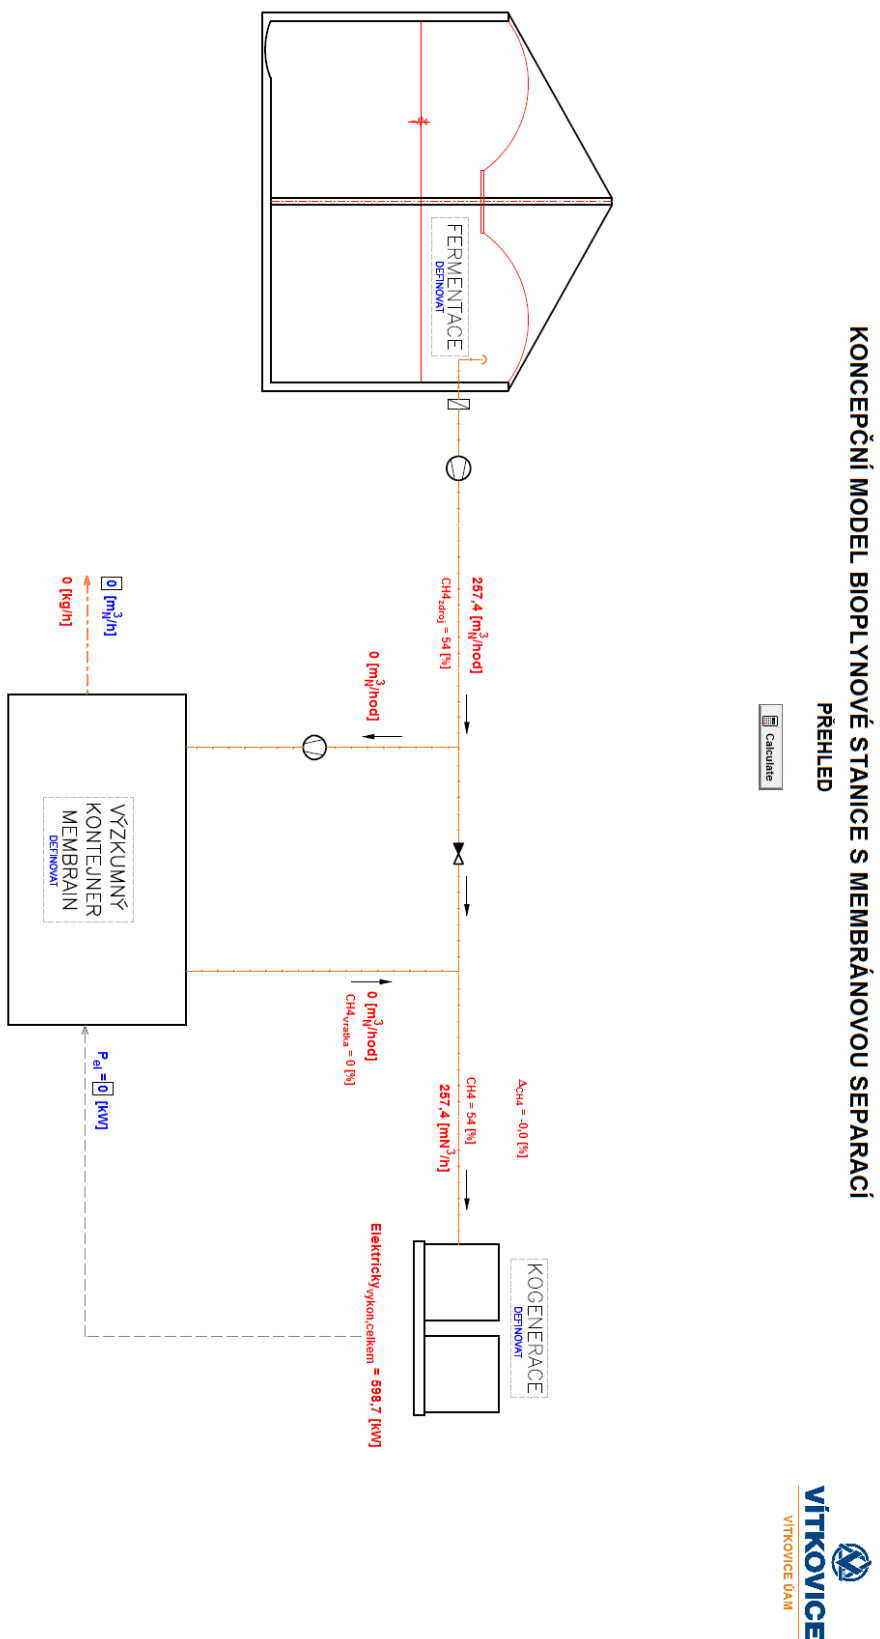 KONCEPČNÍ MODEL BIOPLYNOVÉ STANICE S MEMBRÁNOVOU SEPARACÍ
PŘEHLED
Calculate
VÍTKOVICE
VÍTKOVICE ÚAM
FERMENTACE
DEFINOVAT
257,4 [m³N/hod]
CH4zdroj = 54 [%]
0 [m³N/hod]
0 [m³N/h]
0 [kg/h]
VÝZKUMNÝ
KONTEJNER
MEMBRAIN
DEFINOVAT
0 [m³N/hod]
CH4vratka = 0 [%]
Pel = 0 [kW]
ΔCH4 = -0,0 [%]
CH4 = 54 [%]
257,4 [mN³/h]
KOGENERACE
DEFINOVAT
Elektrickyvykon,celkem = 598,7 [kW]